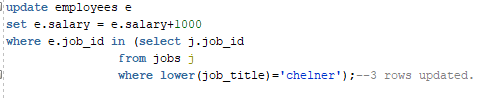 update employees e
set e.salary = e.salary+1000
where e.job_id in (select j.job_id
from jobs j
where lower(job_title)='chelner');--3 rows updated.